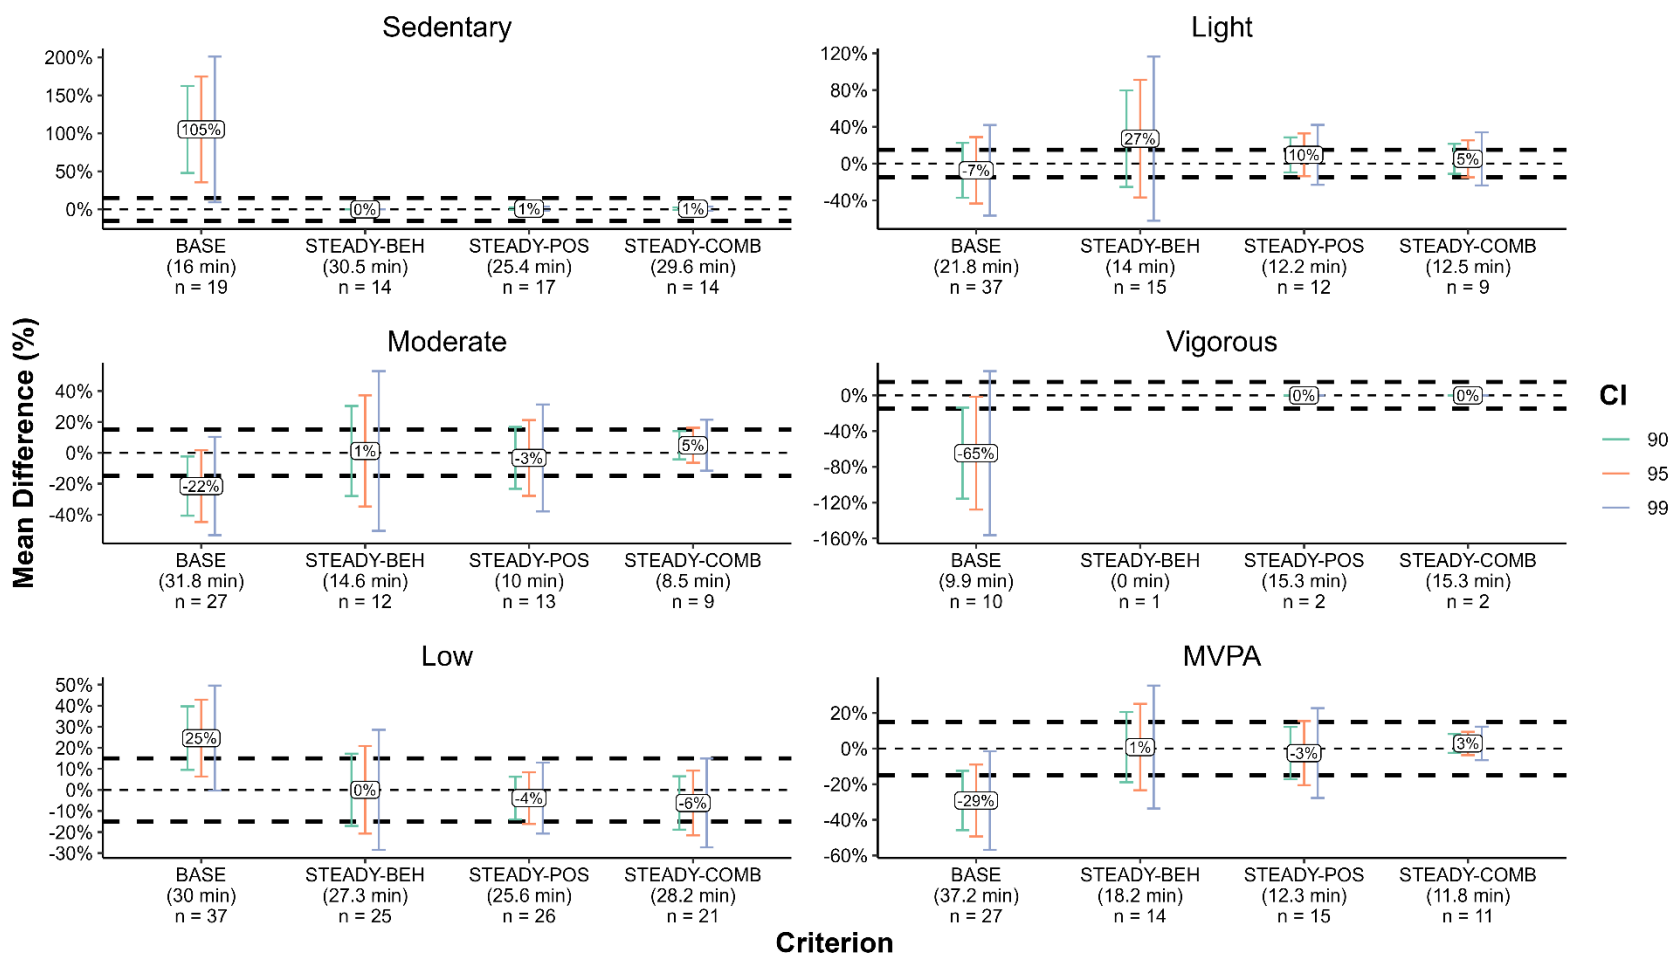 Sedentary
200%
150%
100%
50%
0%
105%
0%
1%
1%
BASE
(16 min)
n = 19
STEADY-BEH
(30.5 min)
n = 14
STEADY-POS
(25.4 min)
n = 17
STEADY-COMB
(29.6 min)
n = 14
Light
120%
80%
40%
0%
-40%
-7%
27%
10%
5%
BASE
(21.8 min)
n = 37
STEADY-BEH
(14 min)
n = 15
STEADY-POS
(12.2 min)
n = 12
STEADY-COMB
(12.5 min)
n = 9
Mean Difference (%)
Moderate
40%
20%
0%
-20%
-40%
-22%
1%
-3%
5%
BASE
(31.8 min)
n = 27
STEADY-BEH
(14.6 min)
n = 12
STEADY-POS
(10 min)
n = 13
STEADY-COMB
(8.5 min)
n = 9
Vigorous
0%
-40%
-80%
-120%
-160%
-65%
0%
0%
BASE
(9.9 min)
n = 10
STEADY-BEH
(0 min)
n = 1
STEADY-POS
(15.3 min)
n = 2
STEADY-COMB
(15.3 min)
n = 2
CI
90
95
99
Low
50%
40%
30%
20%
10%
0%
-10%
-20%
-30%
25%
0%
-4%
-6%
BASE
(30 min)
n = 37
STEADY-BEH
(27.3 min)
n = 25
STEADY-POS
(25.6 min)
n = 26
STEADY-COMB
(28.2 min)
n = 21
MVPA
20%
0%
-20%
-40%
-60%
-29%
1%
-3%
3%
BASE
(37.2 min)
n = 27
STEADY-BEH
(18.2 min)
n = 14
STEADY-POS
(12.3 min)
n = 15
STEADY-COMB
(11.8 min)
n = 11
Criterion